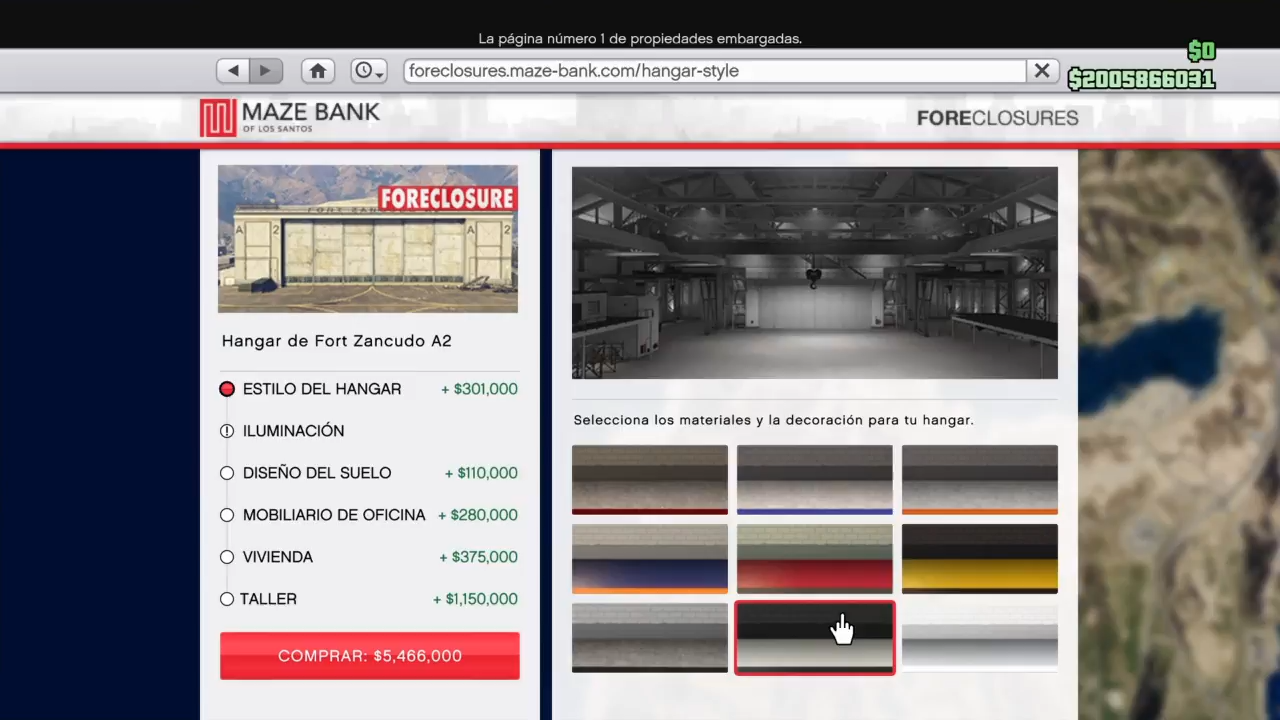 La página número 1 de propiedades embargadas.
$0
foreclosures.maze-bank.com/hangar-style
$2005866031
MAZE BANK
OF LOS SANTOS
FORECLOSURES
FORECLOSURE
A 2
A 2
Hangar de Fort Zancudo A2
ESTILO DEL HANGAR + $301,000
ILUMINACIÓN
DISEÑO DEL SUELO + $110,000
MOBILIARIO DE OFICINA + $280,000
VIVIENDA + $375,000
TALLER + $1,150,000
COMPRAR: $5,466,000
Selecciona los materiales y la decoración para tu hangar.